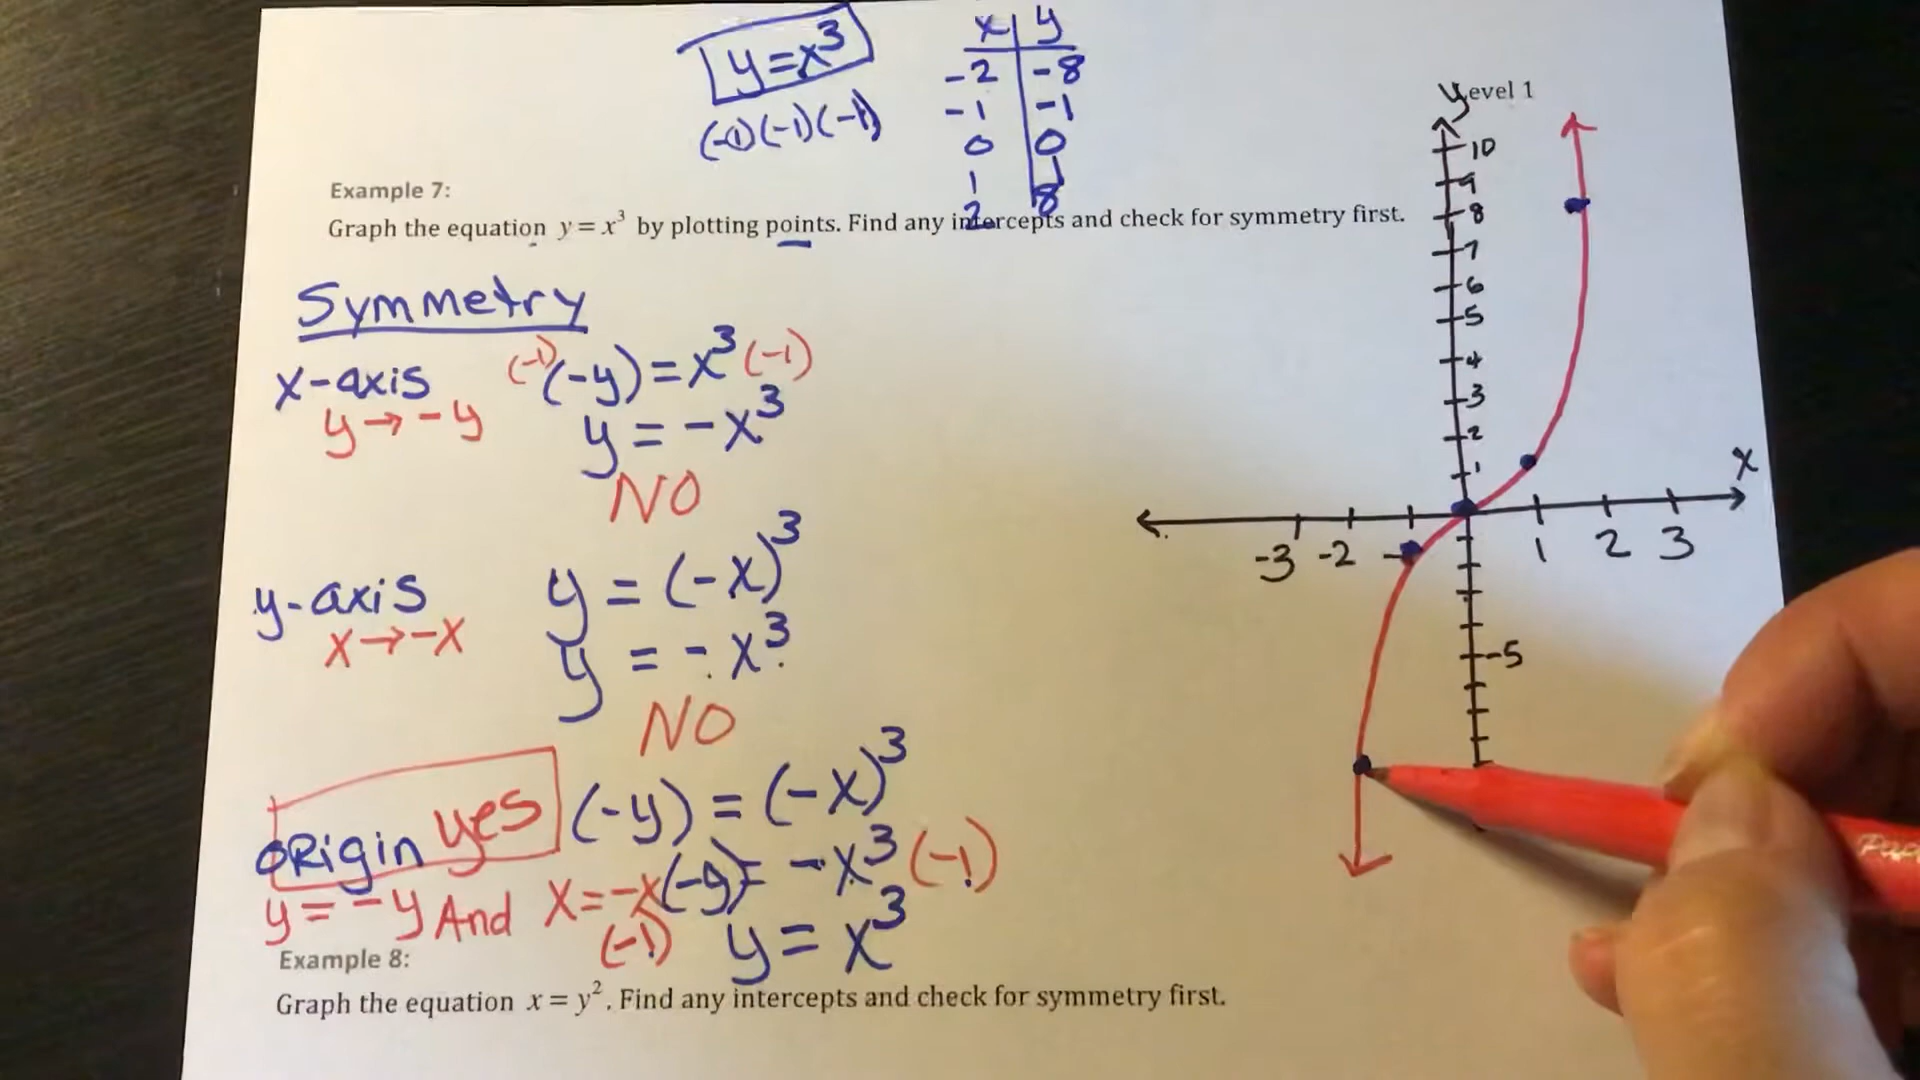 y=x³
(-1)(-1)(-1)
x y
-2 -8
-1 -1
0 0
1 1
2 8
Example 7:
Graph the equation y = x³ by plotting points. Find any intercepts and check for symmetry first.
Symmetry
x-axis (-1)(-y) = x³(-1)
y → -y y = -x³
NO
y-axis y = (-x)³
x → -x y = -x³
NO
ORigin yes (-y) = (-x)³
(-y) = -x³(-1)
y = -y And x = -x
(-1) y = x³
Example 8:
Graph the equation x = y². Find any intercepts and check for symmetry first.
y evel 1
10
9
8
7
6
5
4
3
2
1
x
-3 -2 1 2 3
-5